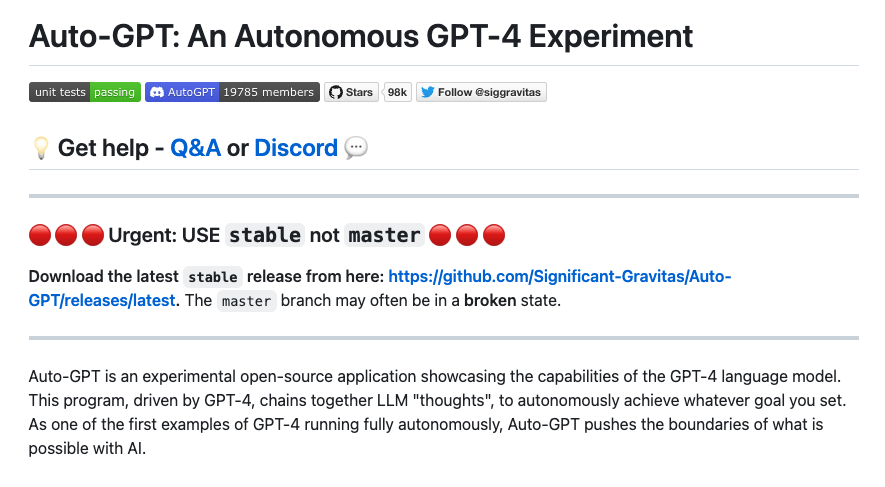 Auto-GPT: An Autonomous GPT-4 Experiment
unit tests passing AutoGPT 19785 members Stars 98k Follow @siggravitas
💡 Get help - Q&A or Discord 💬
🔴 🔴 🔴 Urgent: USE stable not master 🔴 🔴 🔴
Download the latest stable release from here: https://github.com/Significant-Gravitas/Auto-
GPT/releases/latest. The master branch may often be in a broken state.
Auto-GPT is an experimental open-source application showcasing the capabilities of the GPT-4 language model.
This program, driven by GPT-4, chains together LLM "thoughts", to autonomously achieve whatever goal you set.
As one of the first examples of GPT-4 running fully autonomously, Auto-GPT pushes the boundaries of what is
possible with AI.